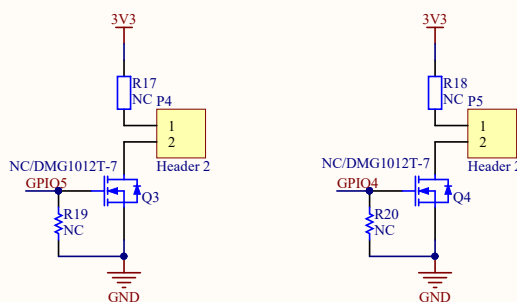 3V3
R17
NC
P4
1
2
Header 2
NC/DMG1012T-7
GPIO5
Q3
R19
NC
GND
3V3
R18
NC
P5
1
2
Header 2
NC/DMG1012T-7
GPIO4
Q4
R20
NC
GND